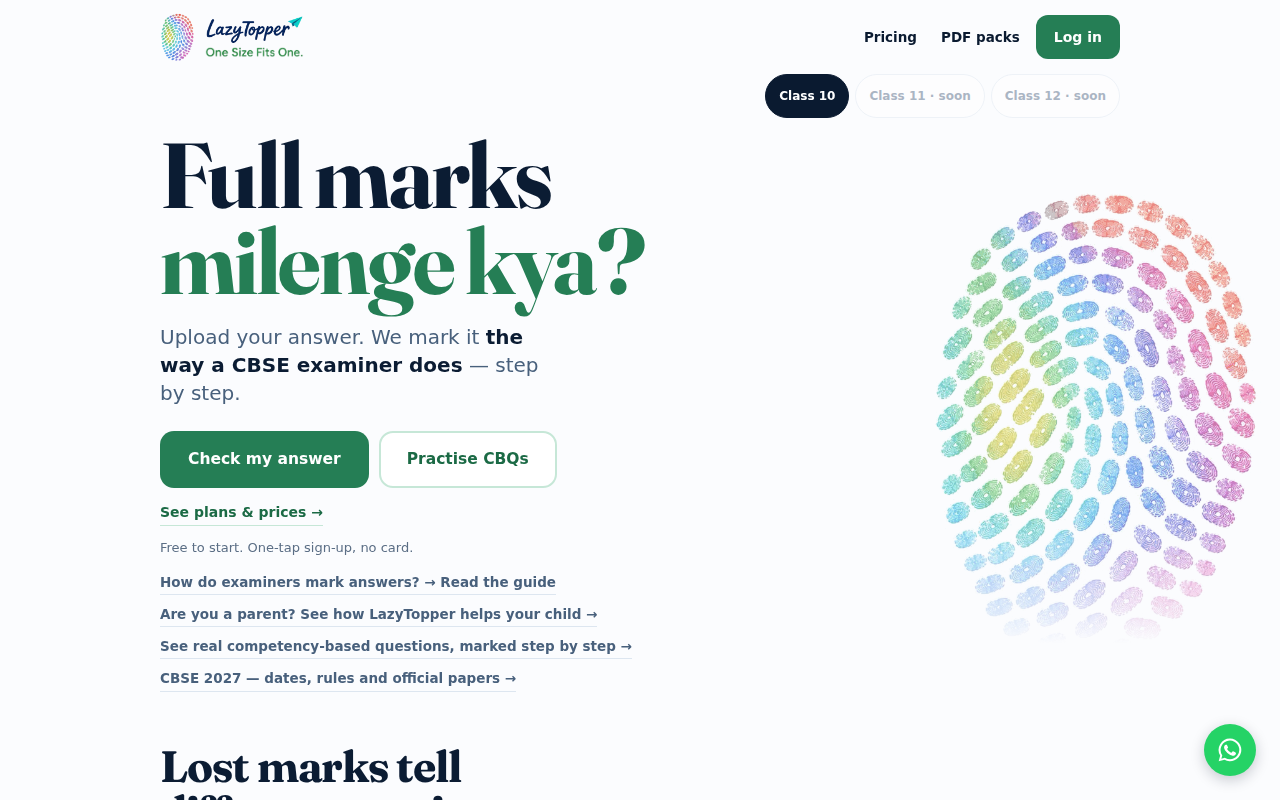 LazyTopper
One Size Fits One.
Pricing
PDF packs
Log in
Class 10
Class 11 · soon
Class 12 · soon
Full marks
milenge kya?
Upload your answer. We mark it the
way a CBSE examiner does — step
by step.
Check my answer
Practise CBQs
See plans & prices →
Free to start. One-tap sign-up, no card.
How do examiners mark answers? → Read the guide
Are you a parent? See how LazyTopper helps your child →
See real competency-based questions, marked step by step →
CBSE 2027 — dates, rules and official papers →
Lost marks tell